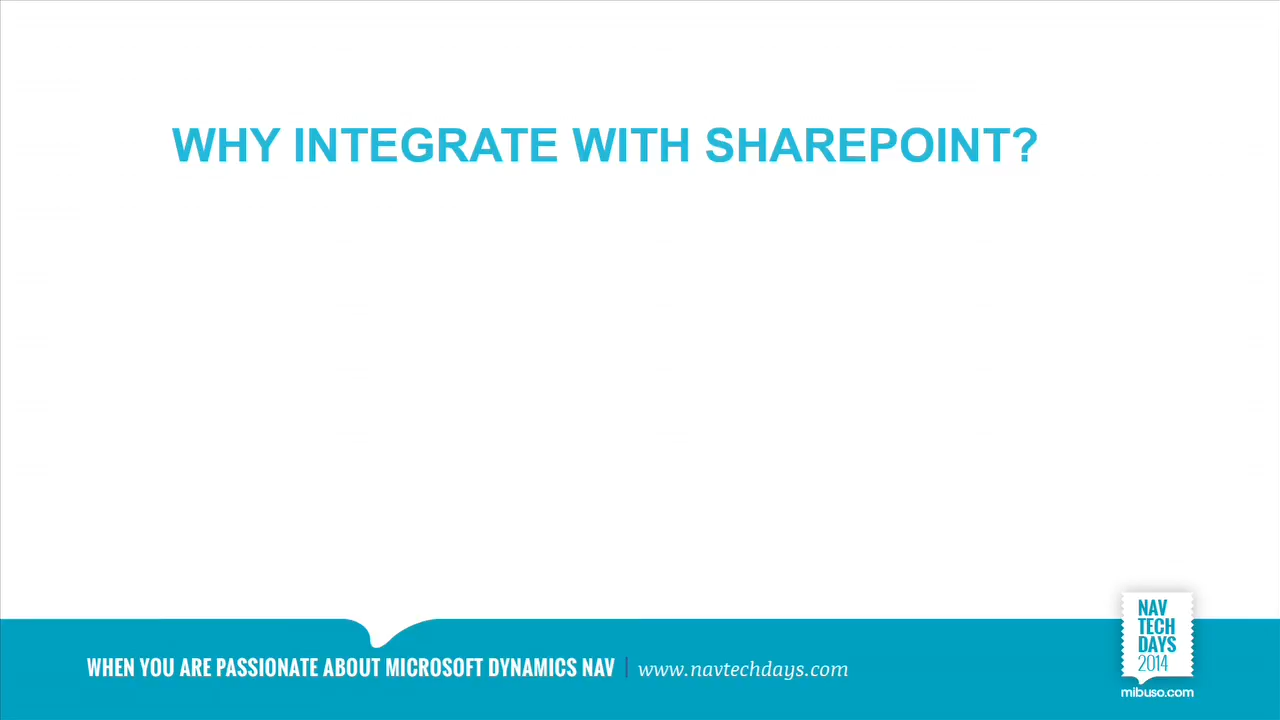 WHY INTEGRATE WITH SHAREPOINT?
WHEN YOU ARE PASSIONATE ABOUT MICROSOFT DYNAMICS NAV | www.navtechdays.com
NAV
TECH
DAYS
2014
mibuso.com